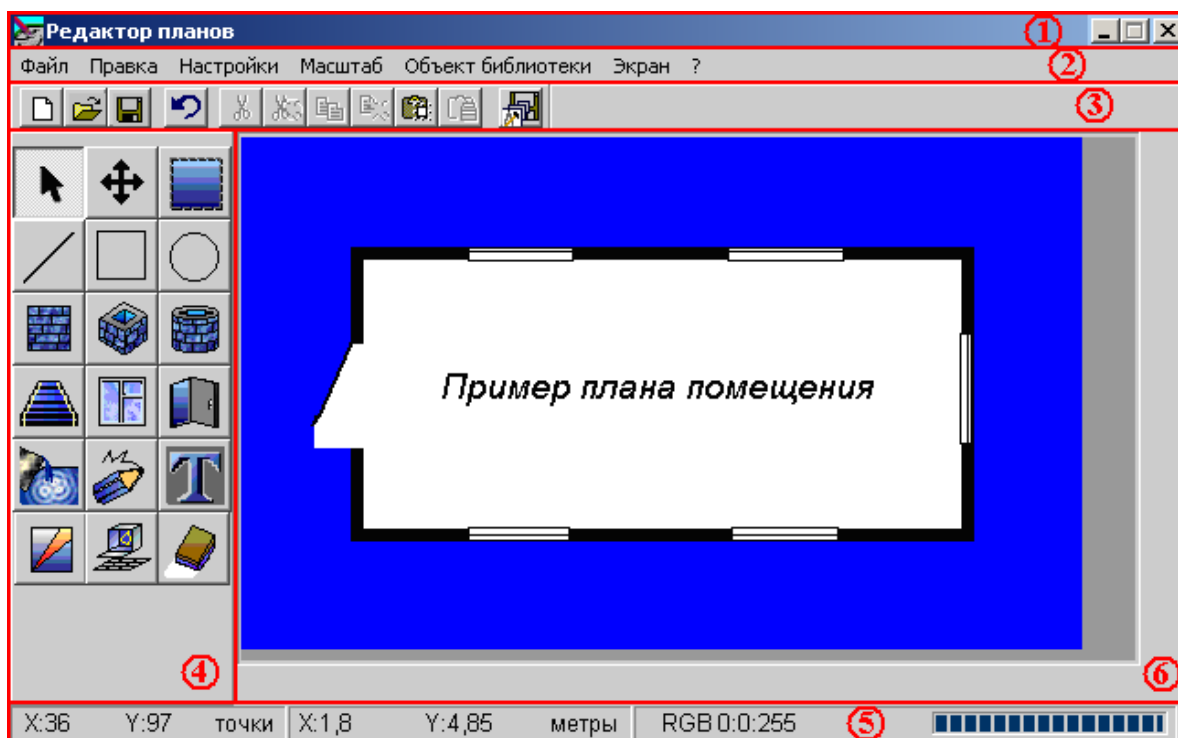 Редактор планов
1
Файл Правка Настройки Масштаб Объект библиотеки Экран ?
2
3
Пример плана помещения
4
6
X:36 Y:97 точки X:1,8 Y:4,85 метры RGB 0:0:255
5